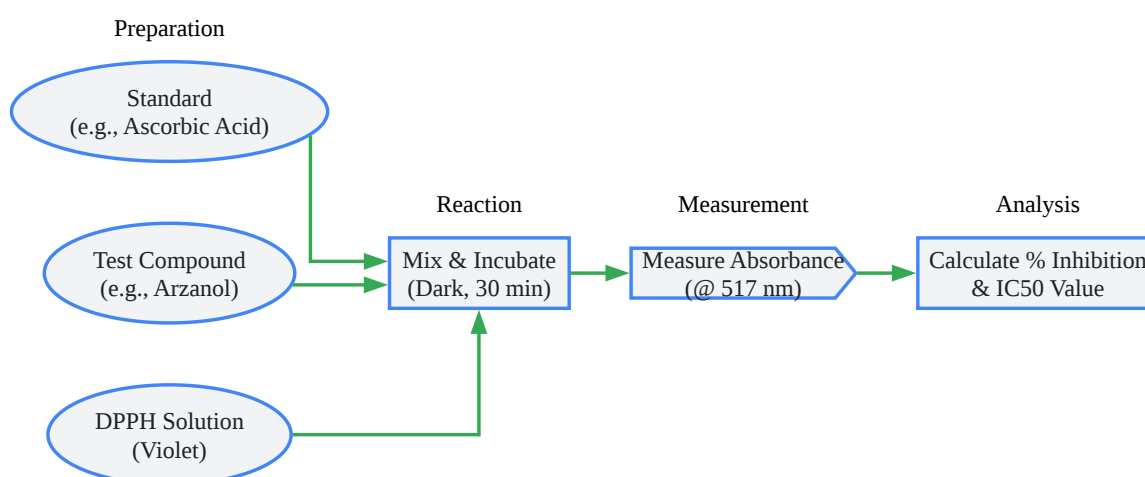 Preparation
Standard
(e.g., Ascorbic Acid)
Test Compound
(e.g., Arzanol)
DPPH Solution
(Violet)
Reaction
Mix & Incubate
(Dark, 30 min)
Measurement
Measure Absorbance
(@ 517 nm)
Analysis
Calculate % Inhibition
& IC50 Value